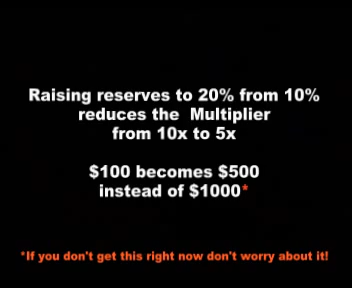 Raising reserves to 20% from 10%
reduces the Multiplier
from 10x to 5x
$100 becomes $500
instead of $1000*
*If you don't get this right now don't worry about it!